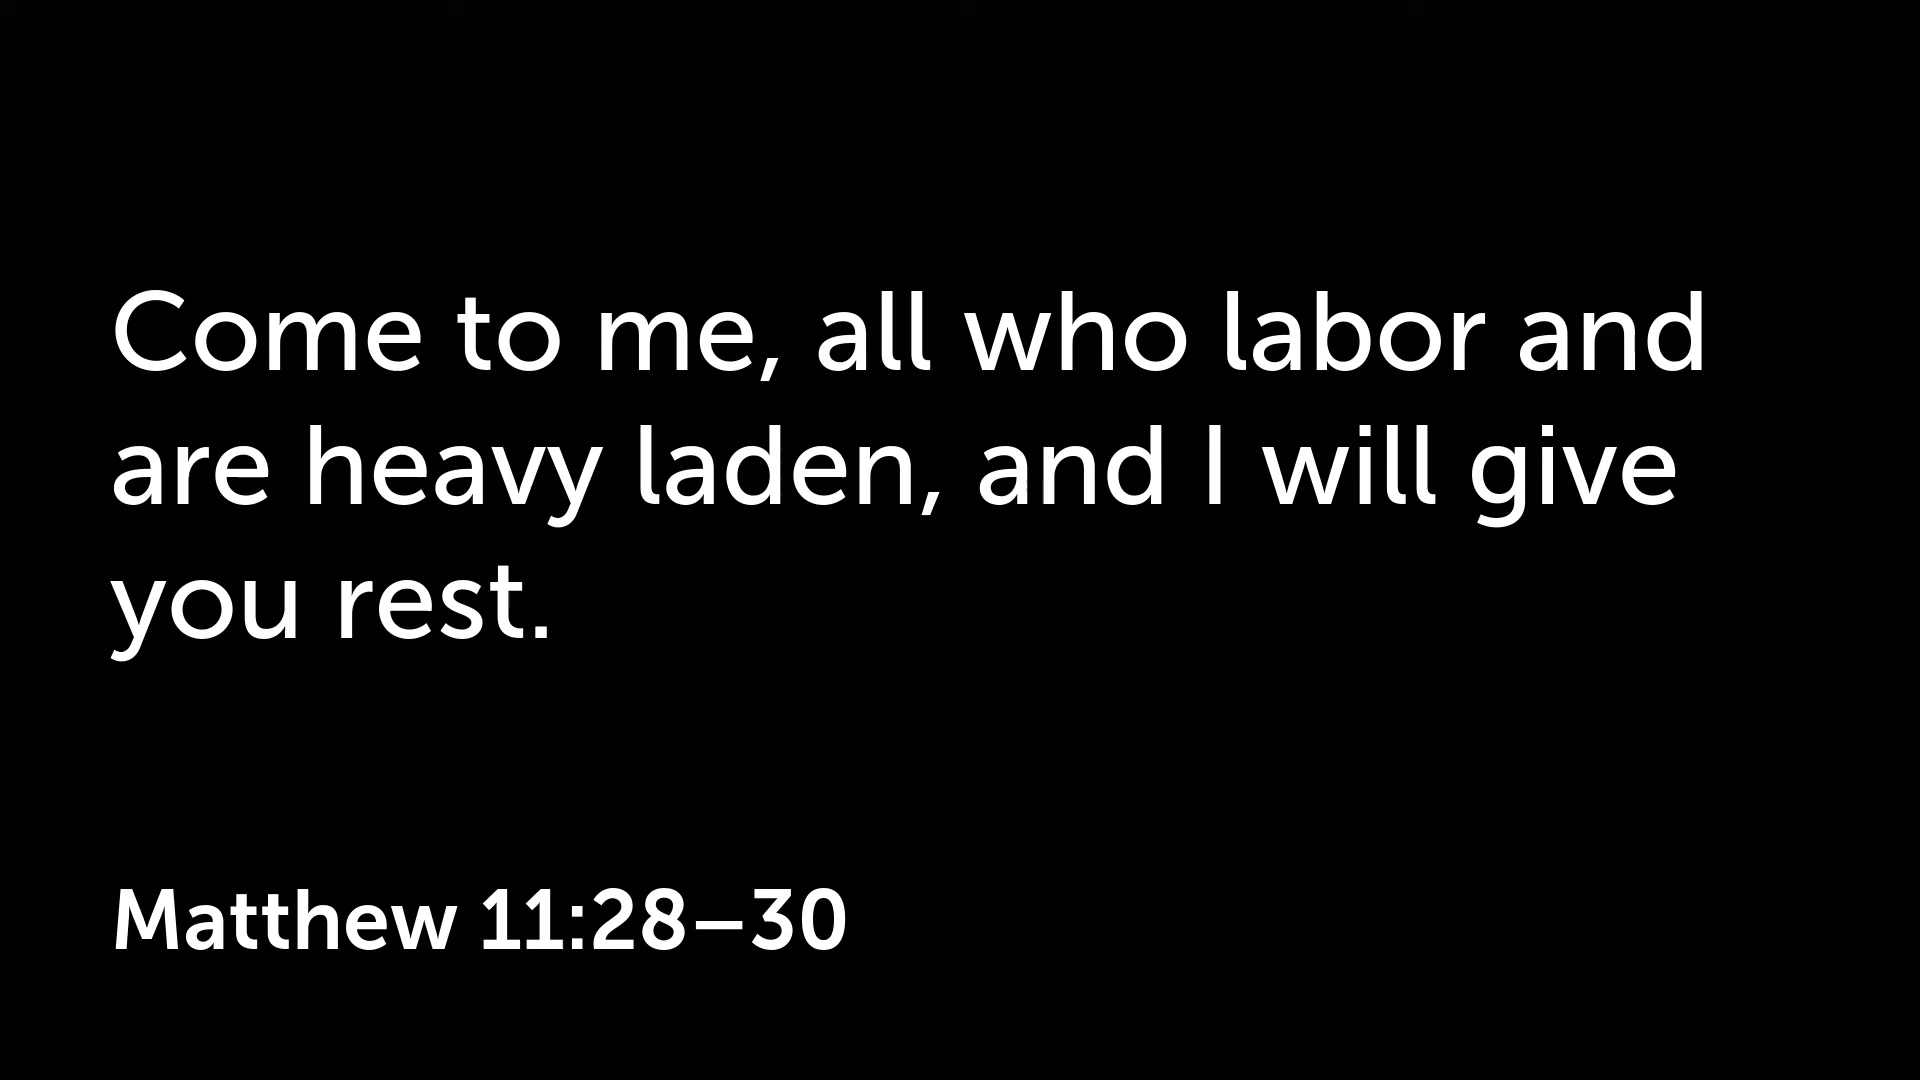 Come to me, all who labor and
are heavy laden, and I will give
you rest.
Matthew 11:28–30